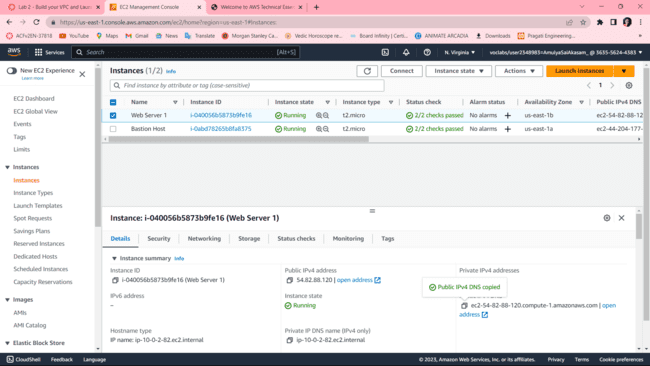 Lab 2 - Build your VPC and Laun
EC2 Management Console
Welcome to AWS Technical Essen
https://us-east-1.console.aws.amazon.com/ec2/home?region=us-east-1#Instances:
ACfvZEN-37818
YouTube
Maps
Gmail
News
Translate
Morgan Stanley Ca...
Vedic Horoscope re...
Board Infinity | Cent...
ANIMATE ARCADIA
Downloads
Pragati Engineering...
aws
Services
Search
[Alt+S]
N. Virginia
New EC2 Experience
Learn more
EC2 Dashboard
EC2 Global View
Events
Tags
Limits
Instances
Instances
Instance Types
Launch Templates
Spot Requests
Savings Plans
Reserved Instances
Dedicated Hosts
Scheduled Instances
Capacity Reservations
Images
AMIs
AMI Catalog
Elastic Block Store
Instances (1/2) Info
Connect
Instance state
Actions
Launch instances
Find instance by attribute or tag (case-sensitive)
1
Name Instance ID Instance state Instance type Status check Alarm status Availability Zone Public IPv4 DNS
Web Server 1 i-040056b5873b9fe16 Running t2.micro 2/2 checks passed No alarms + us-east-1b ec2-54-82-88-12
Bastion Host i-0abd78265b8fa8375 Running t2.micro 2/2 checks passed No alarms + us-east-1a ec2-44-204-177-
Instance: i-040056b5873b9fe16 (Web Server 1)
Details Security Networking Storage Status checks Monitoring Tags
Instance summary Info
Instance ID
i-040056b5873b9fe16 (Web Server 1)
Public IPv4 address
54.82.88.120 | open address
Private IPv4 addresses
Public IPv4 DNS copied
IPv6 address
–
Instance state
Running
ec2-54-82-88-120.compute-1.amazonaws.com | open
address
Hostname type
IP name: ip-10-0-2-82.ec2.internal
Private IP DNS name (IPv4 only)
ip-10-0-2-82.ec2.internal
CloudShell Feedback Language
© 2023, Amazon Web Services, Inc. or its affiliates.
Privacy Terms Cookie preferences